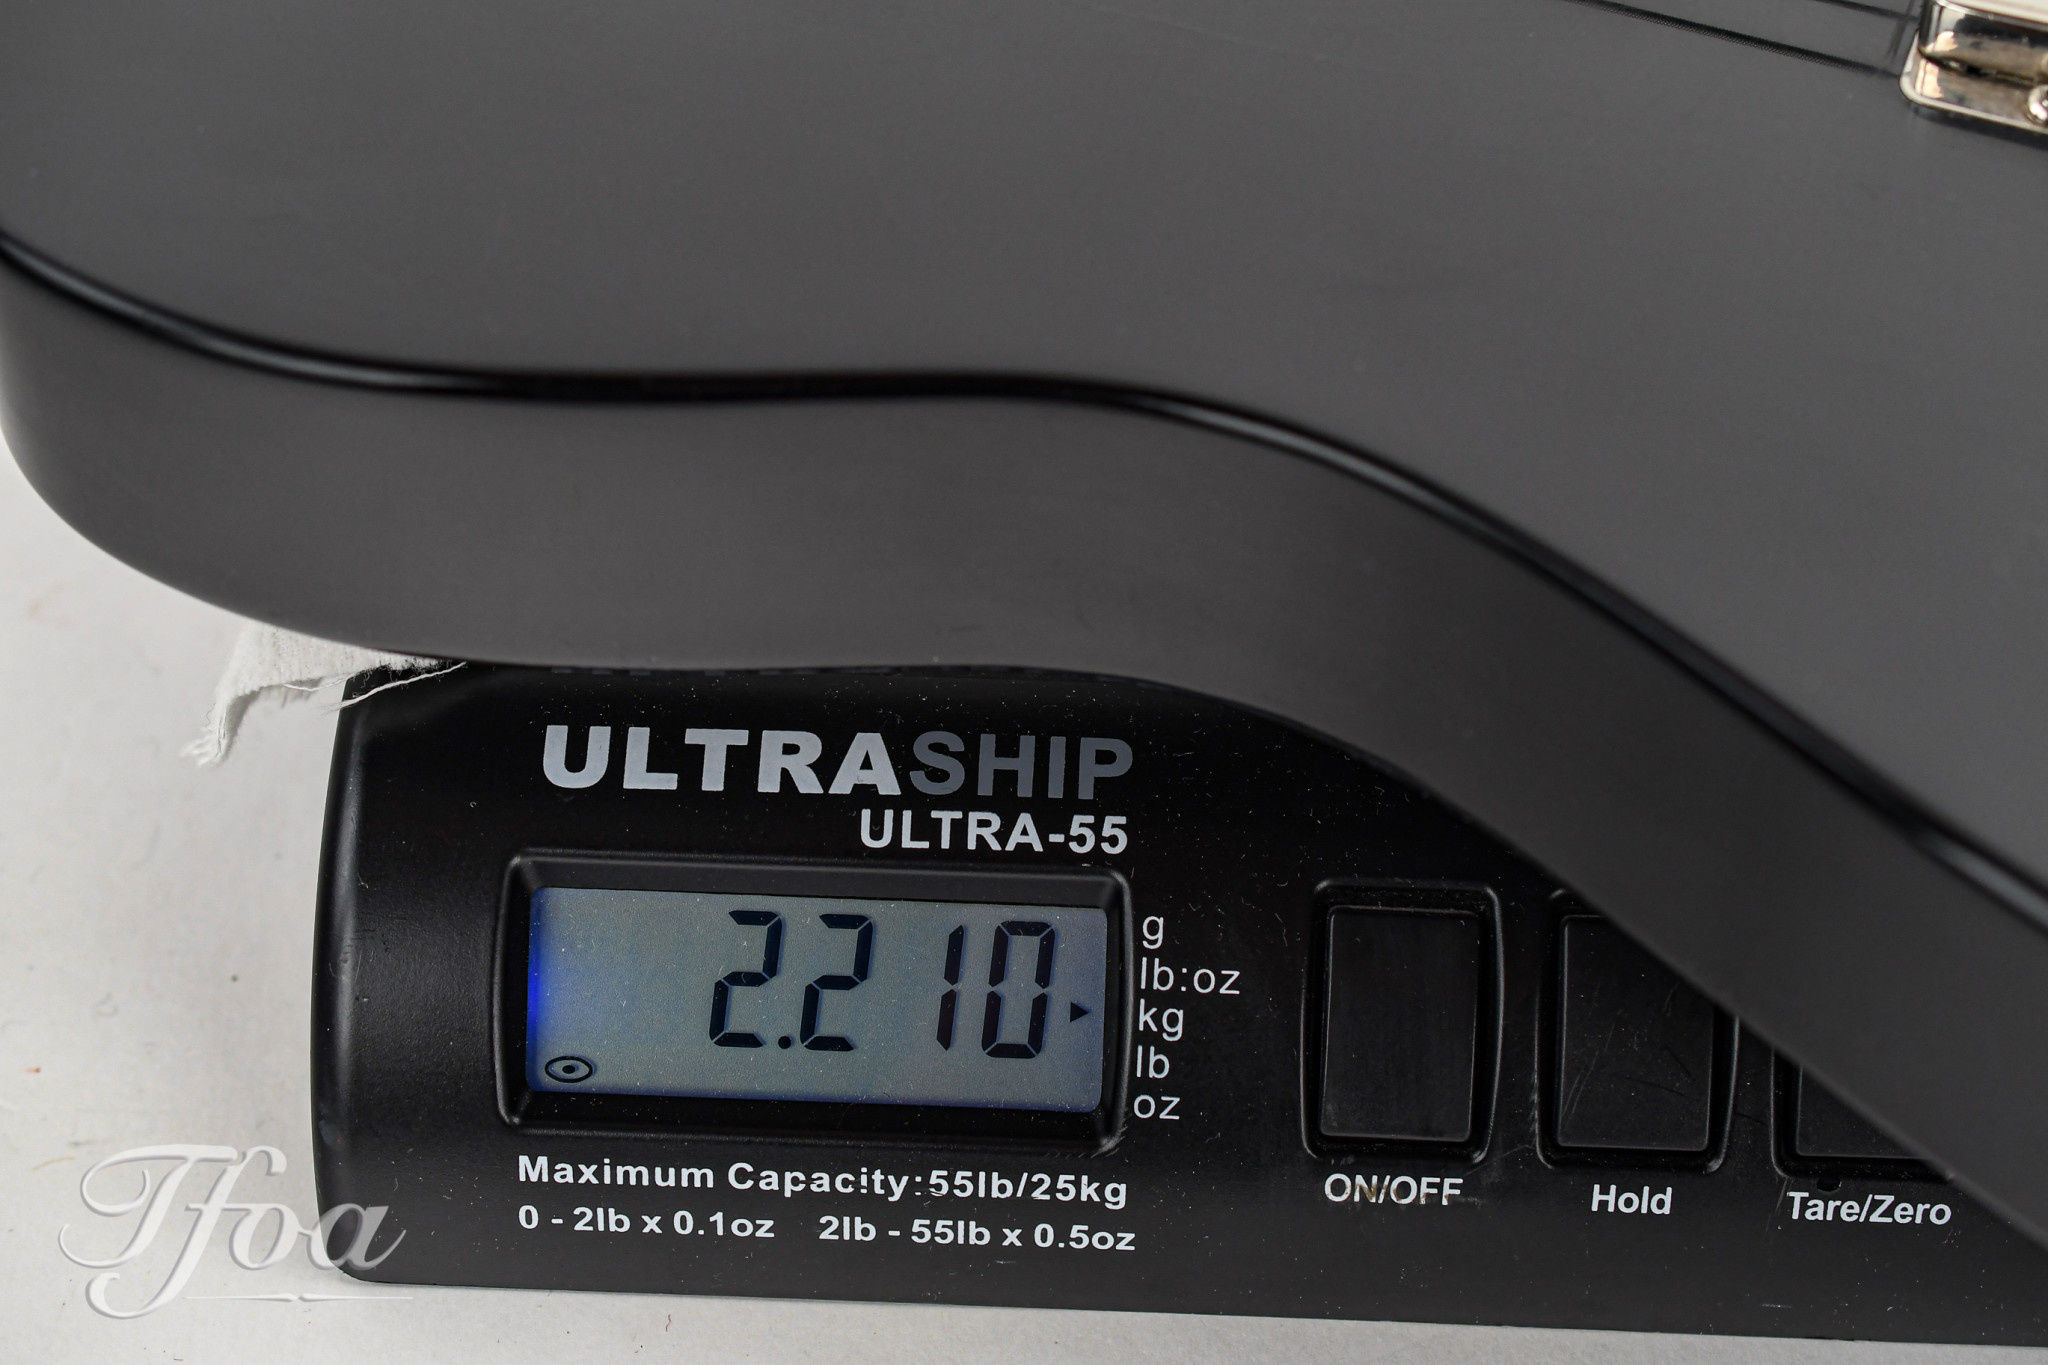 ULTRASHIP
ULTRA-55
2.210
g
lb:oz
kg
lb
oz
Maximum Capacity:55lb/25kg
0 - 2lb x 0.1oz 2lb - 55lb x 0.5oz
ON/OFF
Hold
Tare/Zero
Tfoa